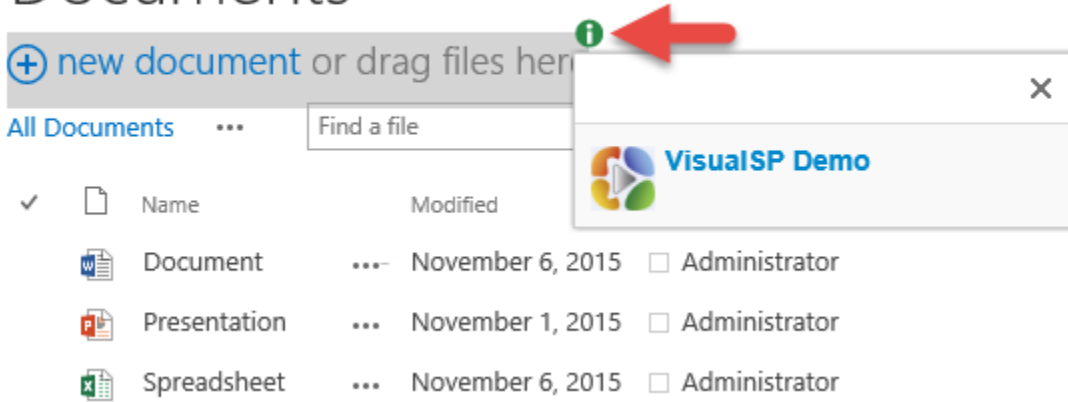 Documents
new document or drag files here
All Documents ... Find a file
VisualSP Demo
Name Modified
Document ... November 6, 2015 Administrator
Presentation ... November 1, 2015 Administrator
Spreadsheet ... November 6, 2015 Administrator